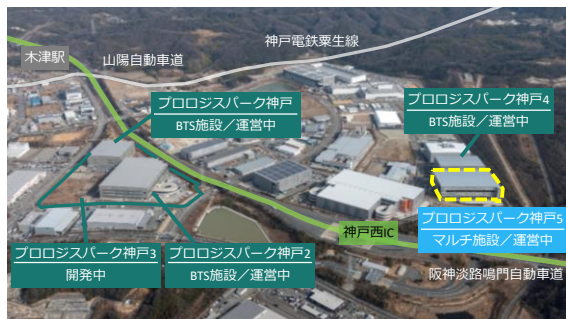 神戸電鉄粟生線
木津駅
山陽自動車道
プロロジスパーク神戸
BTS施設／運営中
プロロジスパーク神戸4
BTS施設／運営中
プロロジスパーク神戸5
マルチ施設／運営中
神戸西IC
プロロジスパーク神戸3
開発中
プロロジスパーク神戸2
BTS施設／運営中
阪神淡路鳴門自動車道